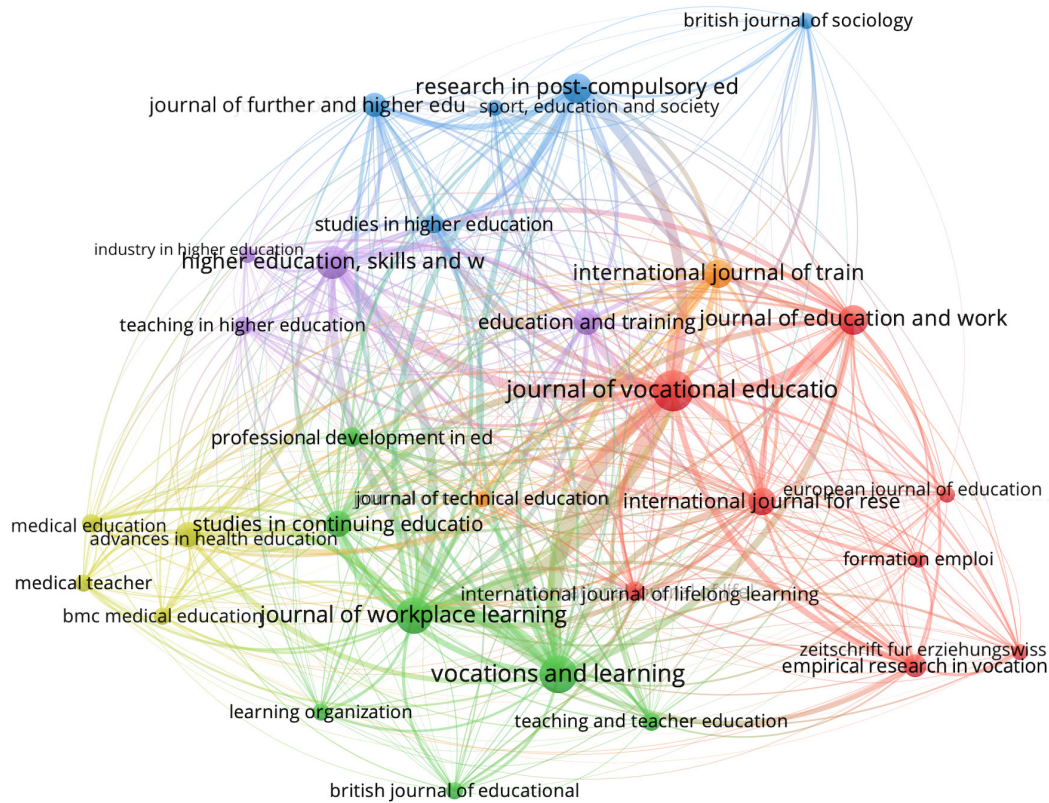 british journal of sociology
research in post-compulsory ed
journal of further and higher edu
sport, education and society
studies in higher education
industry in higher education
higher education, skills and w
international journal of train
teaching in higher education
education and training
journal of education and work
journal of vocational educatio
professional development in ed
european journal of education
journal of technical education
international journal for rese
medical education
studies in continuing educatio
advances in health education
formation emploi
medical teacher
international journal of lifelong learning
bmc medical education
journal of workplace learning
zeitschrift fur erziehungswiss
empirical research in vocation
vocations and learning
learning organization
teaching and teacher education
british journal of educational